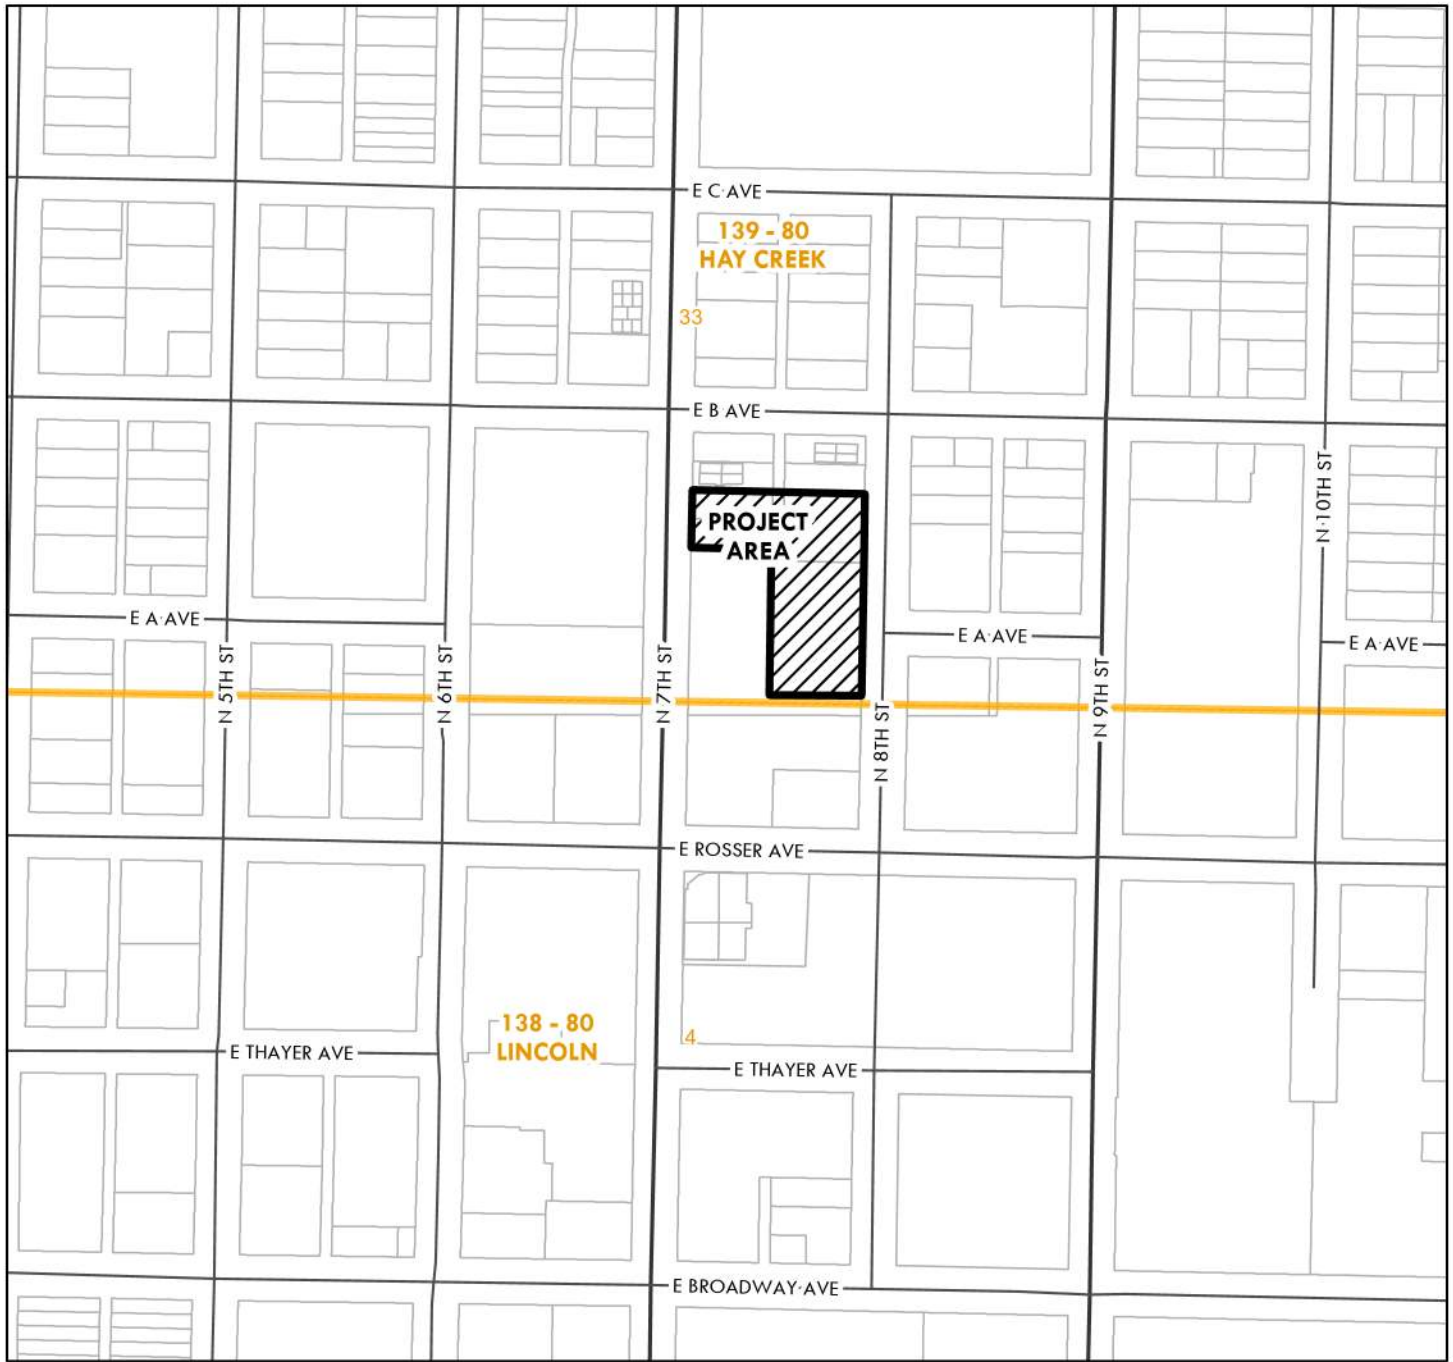 E C AVE
139 - 80
HAY CREEK
33
E B AVE
N 10TH ST
PROJECT
AREA
E A AVE
E A AVE
E A AVE
N 5TH ST
N 6TH ST
N 7TH ST
N 8TH ST
N 9TH ST
E ROSSER AVE
138 - 80
LINCOLN
4
E THAYER AVE
E THAYER AVE
E BROADWAY AVE